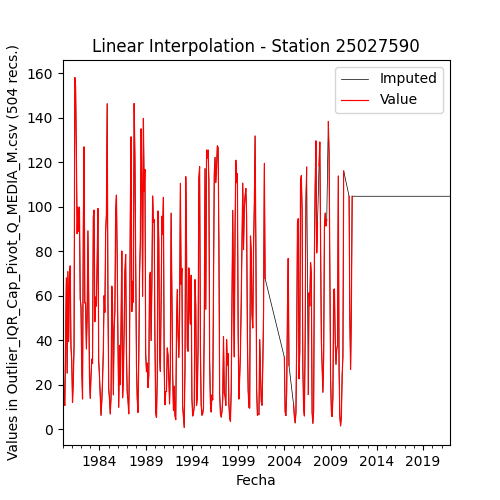 Linear Interpolation - Station 25027590
Values in Outlier_IQR_Cap_Pivot_Q_MEDIA_M.csv (504 recs.)
160
140
120
100
80
60
40
20
0
Imputed
Value
1984 1989 1994 1999 2004 2009 2014 2019
Fecha